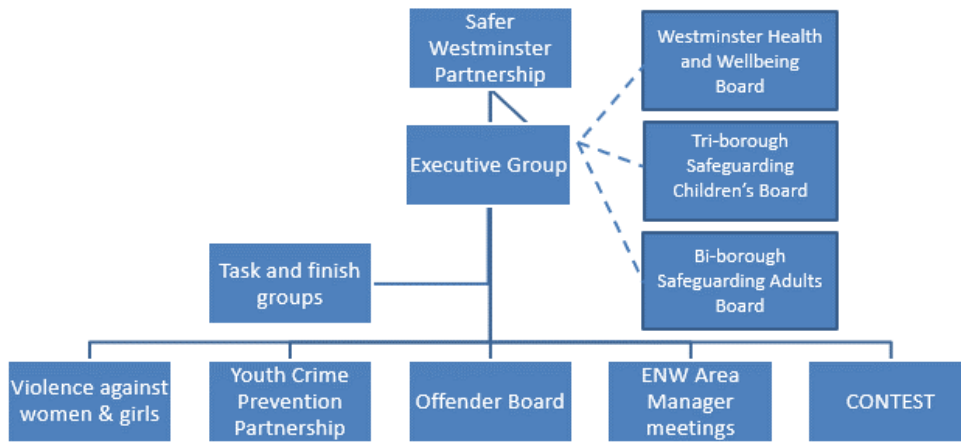 Safer
Westminster
Partnership
Westminster Health
and Wellbeing
Board
Executive Group
Tri-borough
Safeguarding
Children's Board
Task and finish
groups
Bi-borough
Safeguarding Adults
Board
Violence against
women & girls
Youth Crime
Prevention
Partnership
Offender Board
ENW Area
Manager
meetings
CONTEST